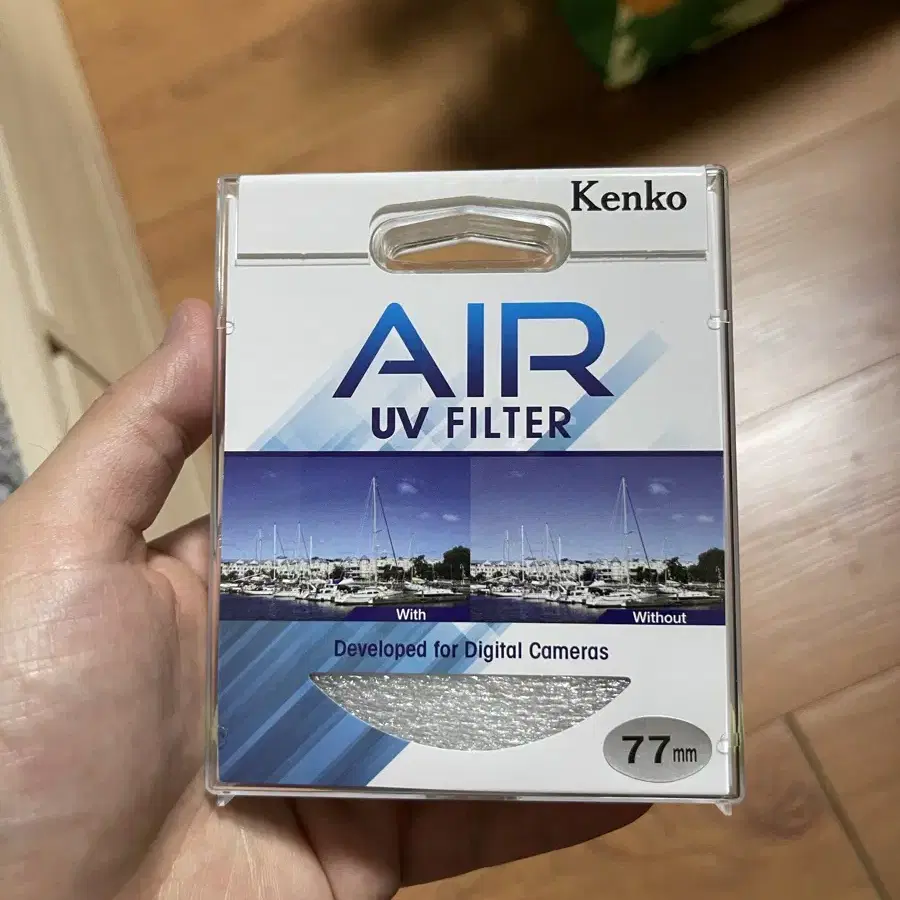 Kenko
AIR
UV FILTER
With
Without
Developed for Digital Cameras
77mm